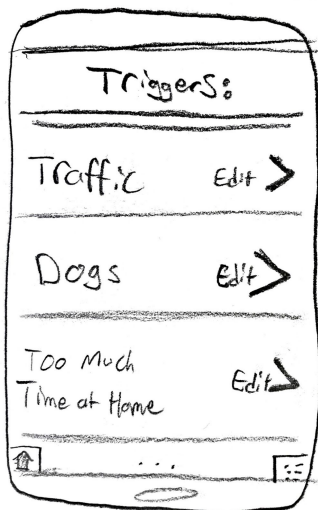 Triggers:
Traffic Edit >
Dogs Edit >
Too Much
Time at Home Edit >
...